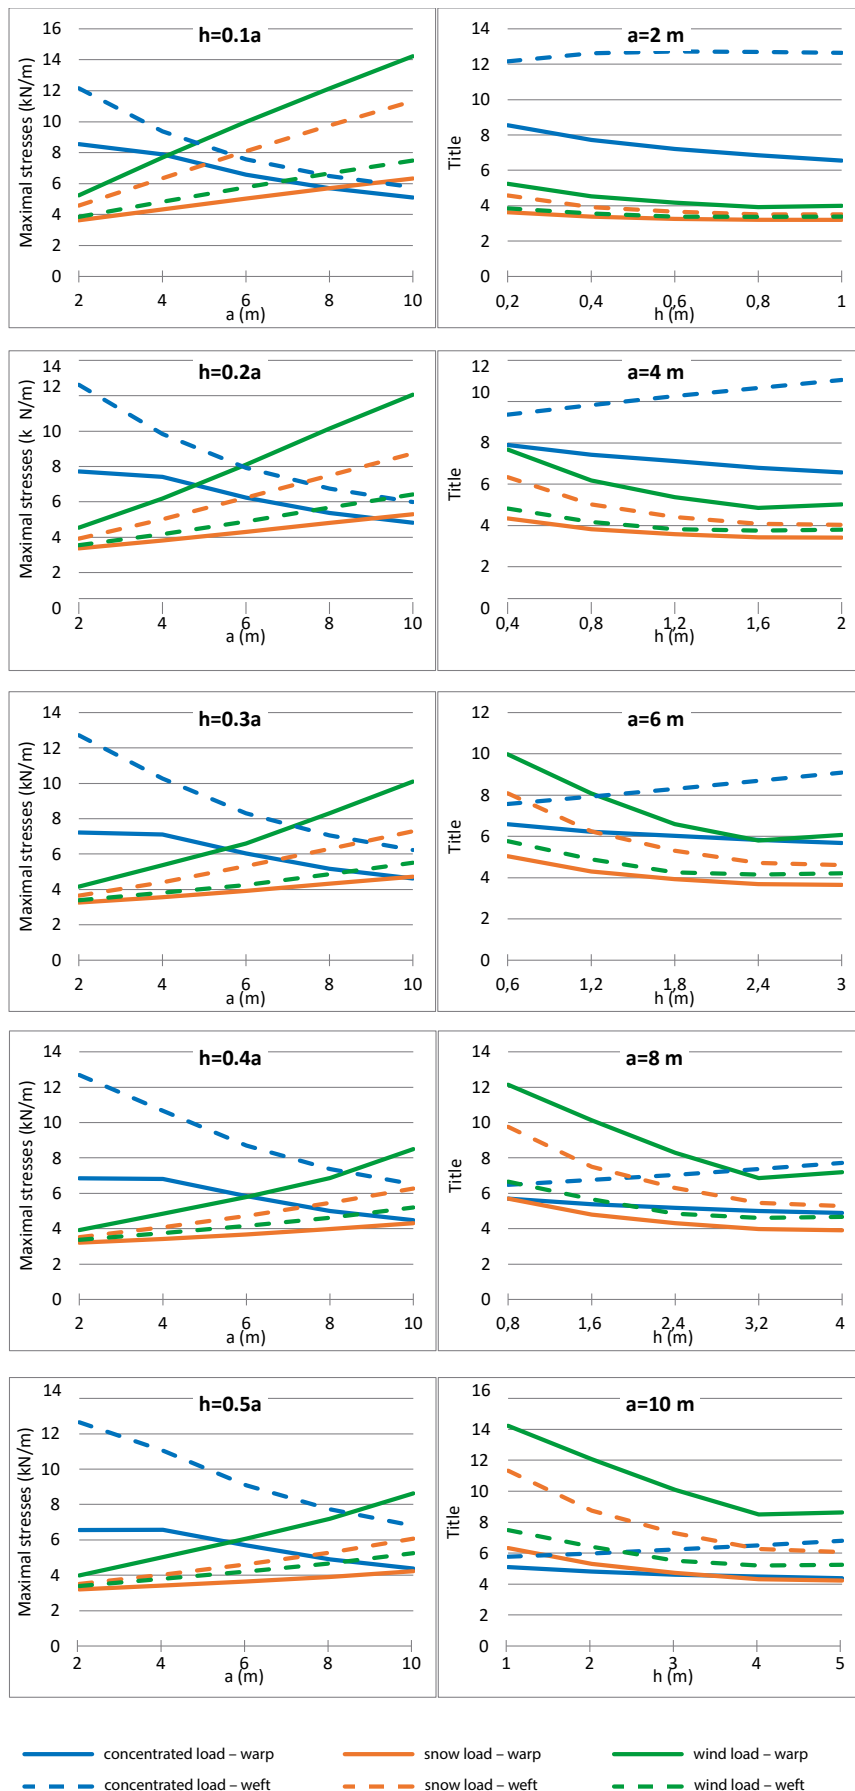 h=0.1a
Maximal stresses (kN/m)
16
14
12
10
8
6
4
2
0
2 4 6 8 10
a (m)
a=2 m
Title
14
12
10
8
6
4
2
0
0,2 0,4 0,6 0,8 1
h (m)
h=0.2a
Maximal stresses (k N/m)
14
12
10
8
6
4
2
0
2 4 6 8 10
a (m)
a=4 m
Title
12
10
8
6
4
2
0
0,4 0,8 1,2 1,6 2
h (m)
h=0.3a
Maximal stresses (kN/m)
14
12
10
8
6
4
2
0
2 4 6 8 10
a (m)
a=6 m
Title
12
10
8
6
4
2
0
0,6 1,2 1,8 2,4 3
h (m)
h=0.4a
Maximal stresses (kN/m)
14
12
10
8
6
4
2
0
2 4 6 8 10
a (m)
a=8 m
Title
14
12
10
8
6
4
2
0
0,8 1,6 2,4 3,2 4
h (m)
h=0.5a
Maximal stresses (kN/m)
14
12
10
8
6
4
2
0
2 4 6 8 10
a (m)
a=10 m
Title
16
14
12
10
8
6
4
2
0
1 2 3 4 5
h (m)
concentrated load – warp snow load – warp wind load – warp
concentrated load – weft snow load – weft wind load – weft